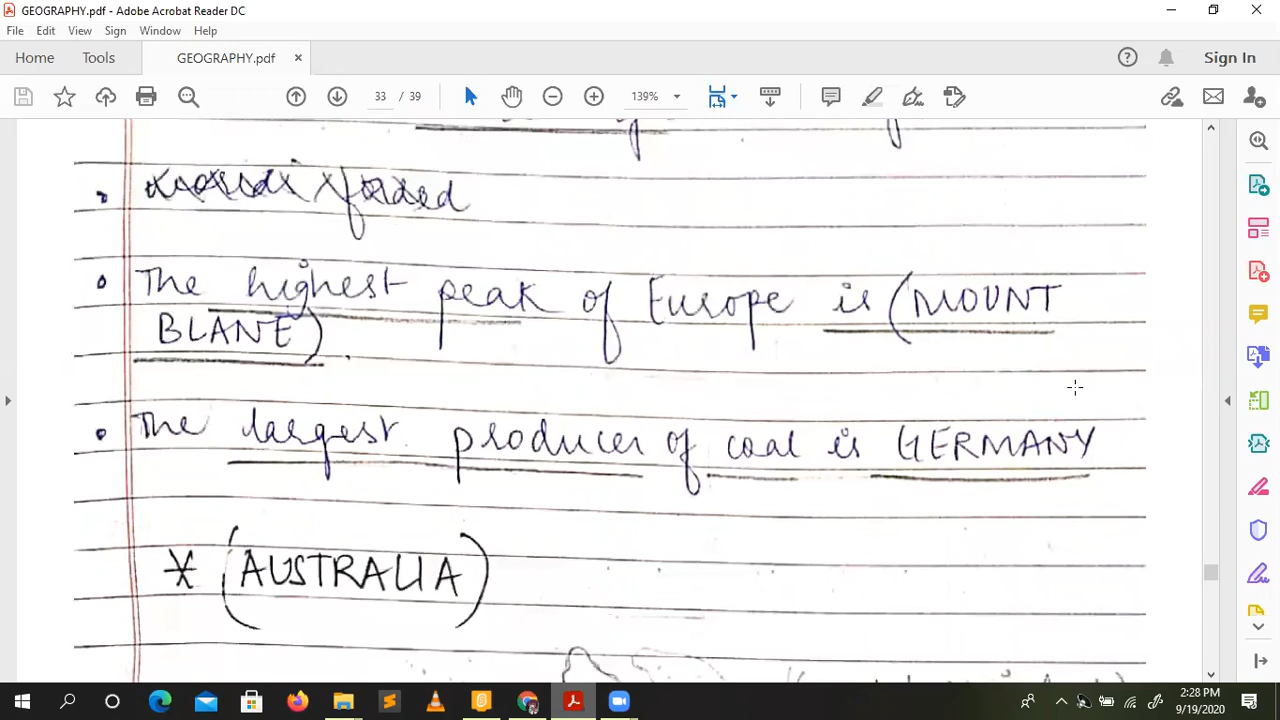 GEOGRAPHY.pdf - Adobe Acrobat Reader DC
File Edit View Sign Window Help
Home Tools GEOGRAPHY.pdf × Sign In
33 / 39 139%
The highest peak of Europe is (MOUNT
BLANE).
The largest producer of coal is GERMANY
(AUSTRALIA)
2:28 PM
9/19/2020